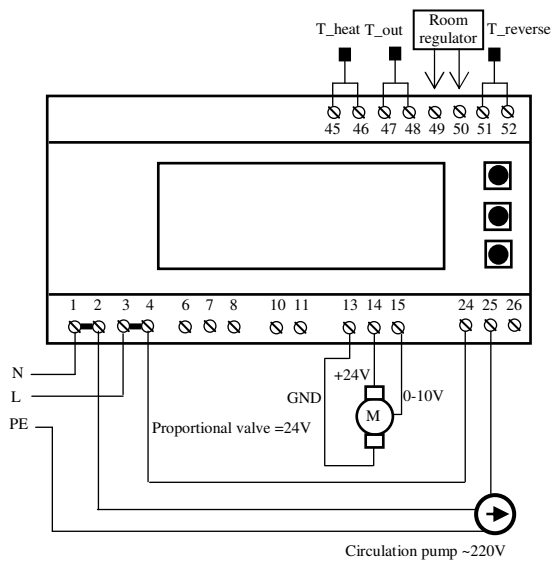 Room
T_heat T_out regulator T_reverse
45 46 47 48 49 50 51 52
1 2 3 4 6 7 8 10 11 13 14 15 24 25 26
N
L
PE
+24V
GND
0-10V
M
Proportional valve =24V
Circulation pump ~220V